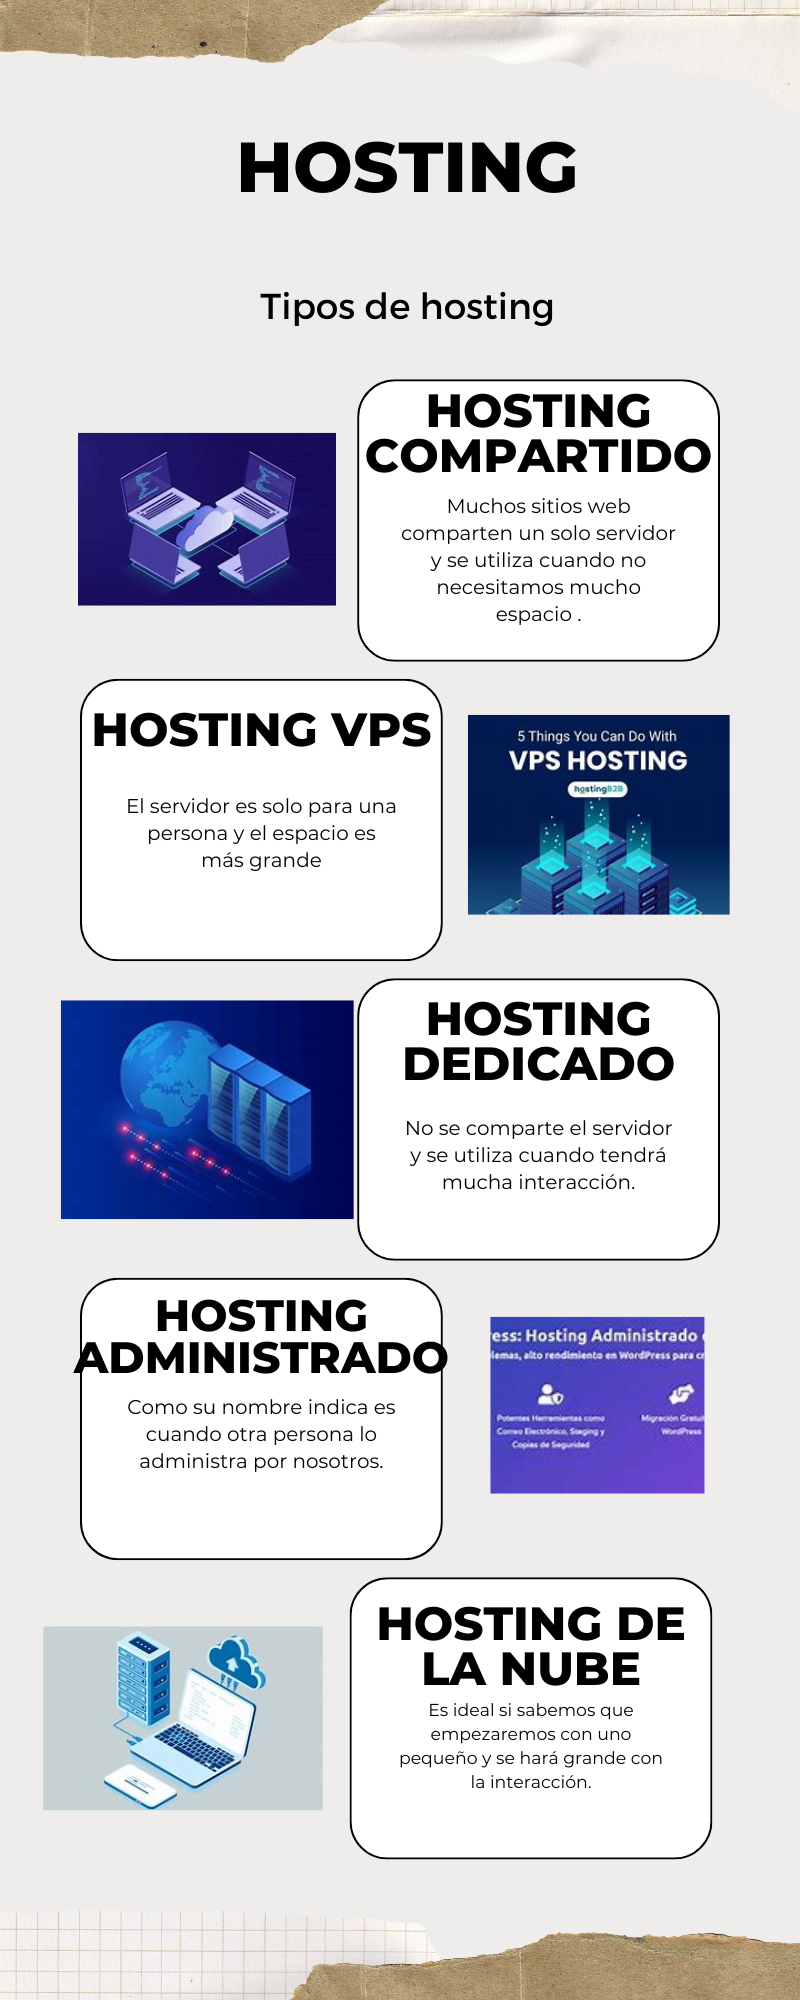 HOSTING
Tipos de hosting
HOSTING
COMPARTIDO
Muchos sitios web
comparten un solo servidor
y se utiliza cuando no
necesitamos mucho
espacio .
HOSTING VPS
El servidor es solo para una
persona y el espacio es
más grande
5 Things You Can Do With
VPS HOSTING
hostingB2B
HOSTING
DEDICADO
No se comparte el servidor
y se utiliza cuando tendrá
mucha interacción.
HOSTING
ADMINISTRADO
Como su nombre indica es
cuando otra persona lo
administra por nosotros.
ess: Hosting Administrado
lemas, alto rendimiento en WordPress para
Potentes Herramientas como
Correo Electrónico, Staging y
Copias de Seguridad
Migración Gratui
WordPress
HOSTING DE
LA NUBE
Es ideal si sabemos que
empezaremos con uno
pequeño y se hará grande con
la interacción.